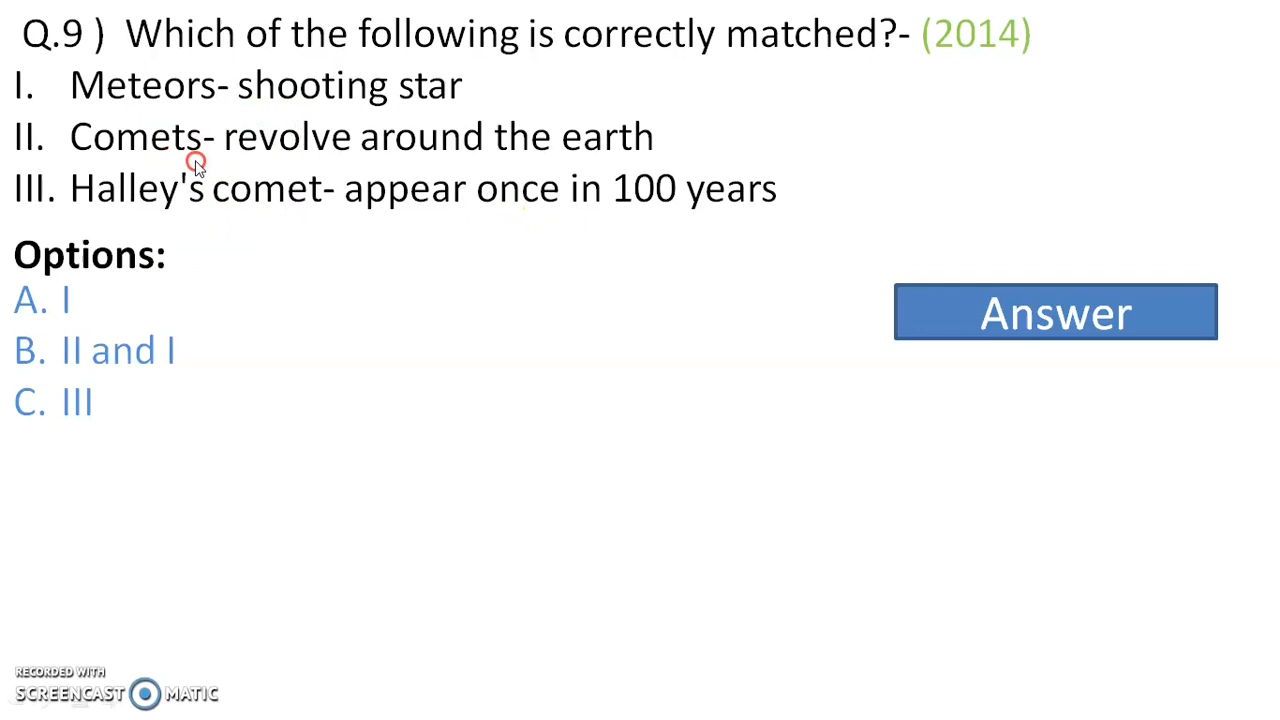 Q.9 ) Which of the following is correctly matched?- (2014)
I. Meteors- shooting star
II. Comets- revolve around the earth
III. Halley's comet- appear once in 100 years
Options:
A. I
B. II and I
C. III
Answer
RECORDED WITH
SCREENCAST MATIC